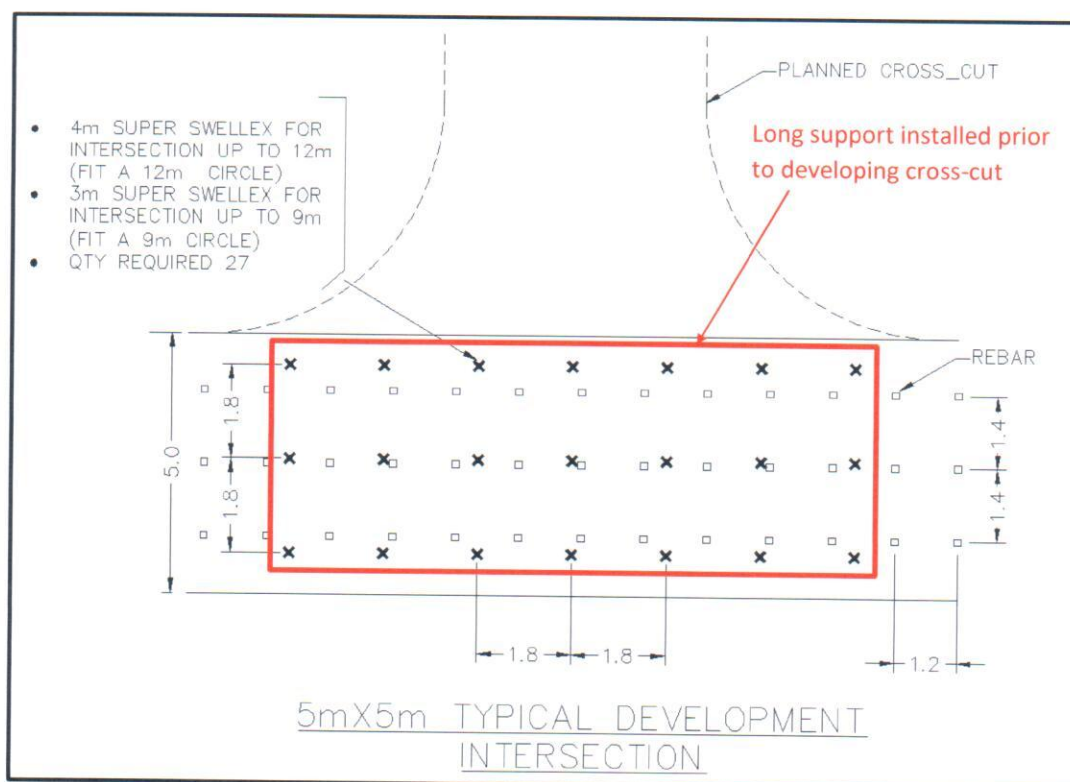 PLANNED CROSS_CUT
• 4m SUPER SWELLEX FOR
INTERSECTION UP TO 12m
(FIT A 12m CIRCLE)
• 3m SUPER SWELLEX FOR
INTERSECTION UP TO 9m
(FIT A 9m CIRCLE)
• QTY REQUIRED 27
Long support installed prior
to developing cross-cut
REBAR
5.0
1.8
1.8
1.4
1.4
1.8
1.8
1.2
5mX5m TYPICAL DEVELOPMENT
INTERSECTION